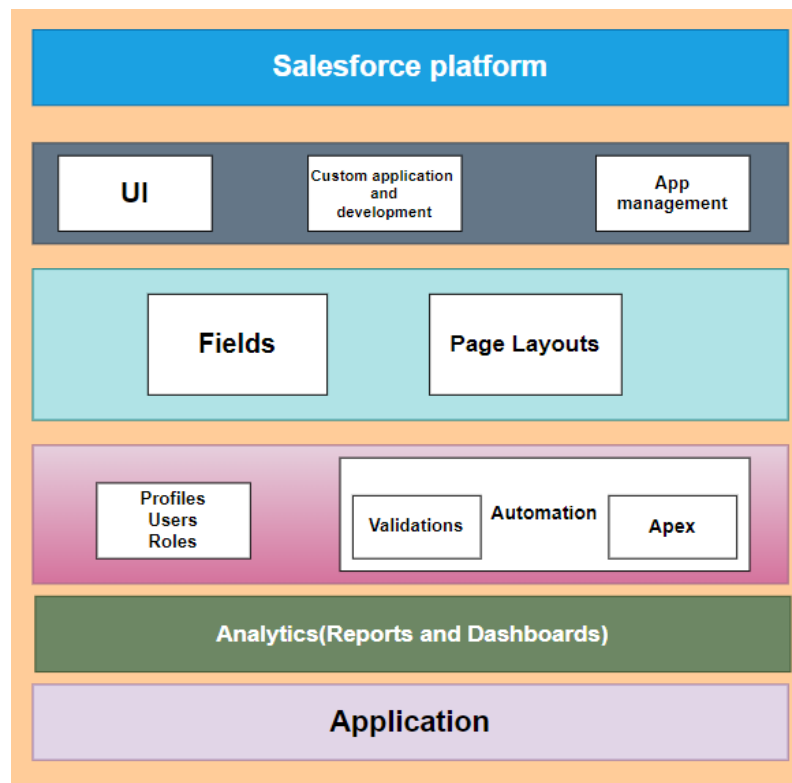 Salesforce platform
UI
Custom application
and
development
App
management
Fields
Page Layouts
Profiles
Users
Roles
Validations
Automation
Apex
Analytics(Reports and Dashboards)
Application